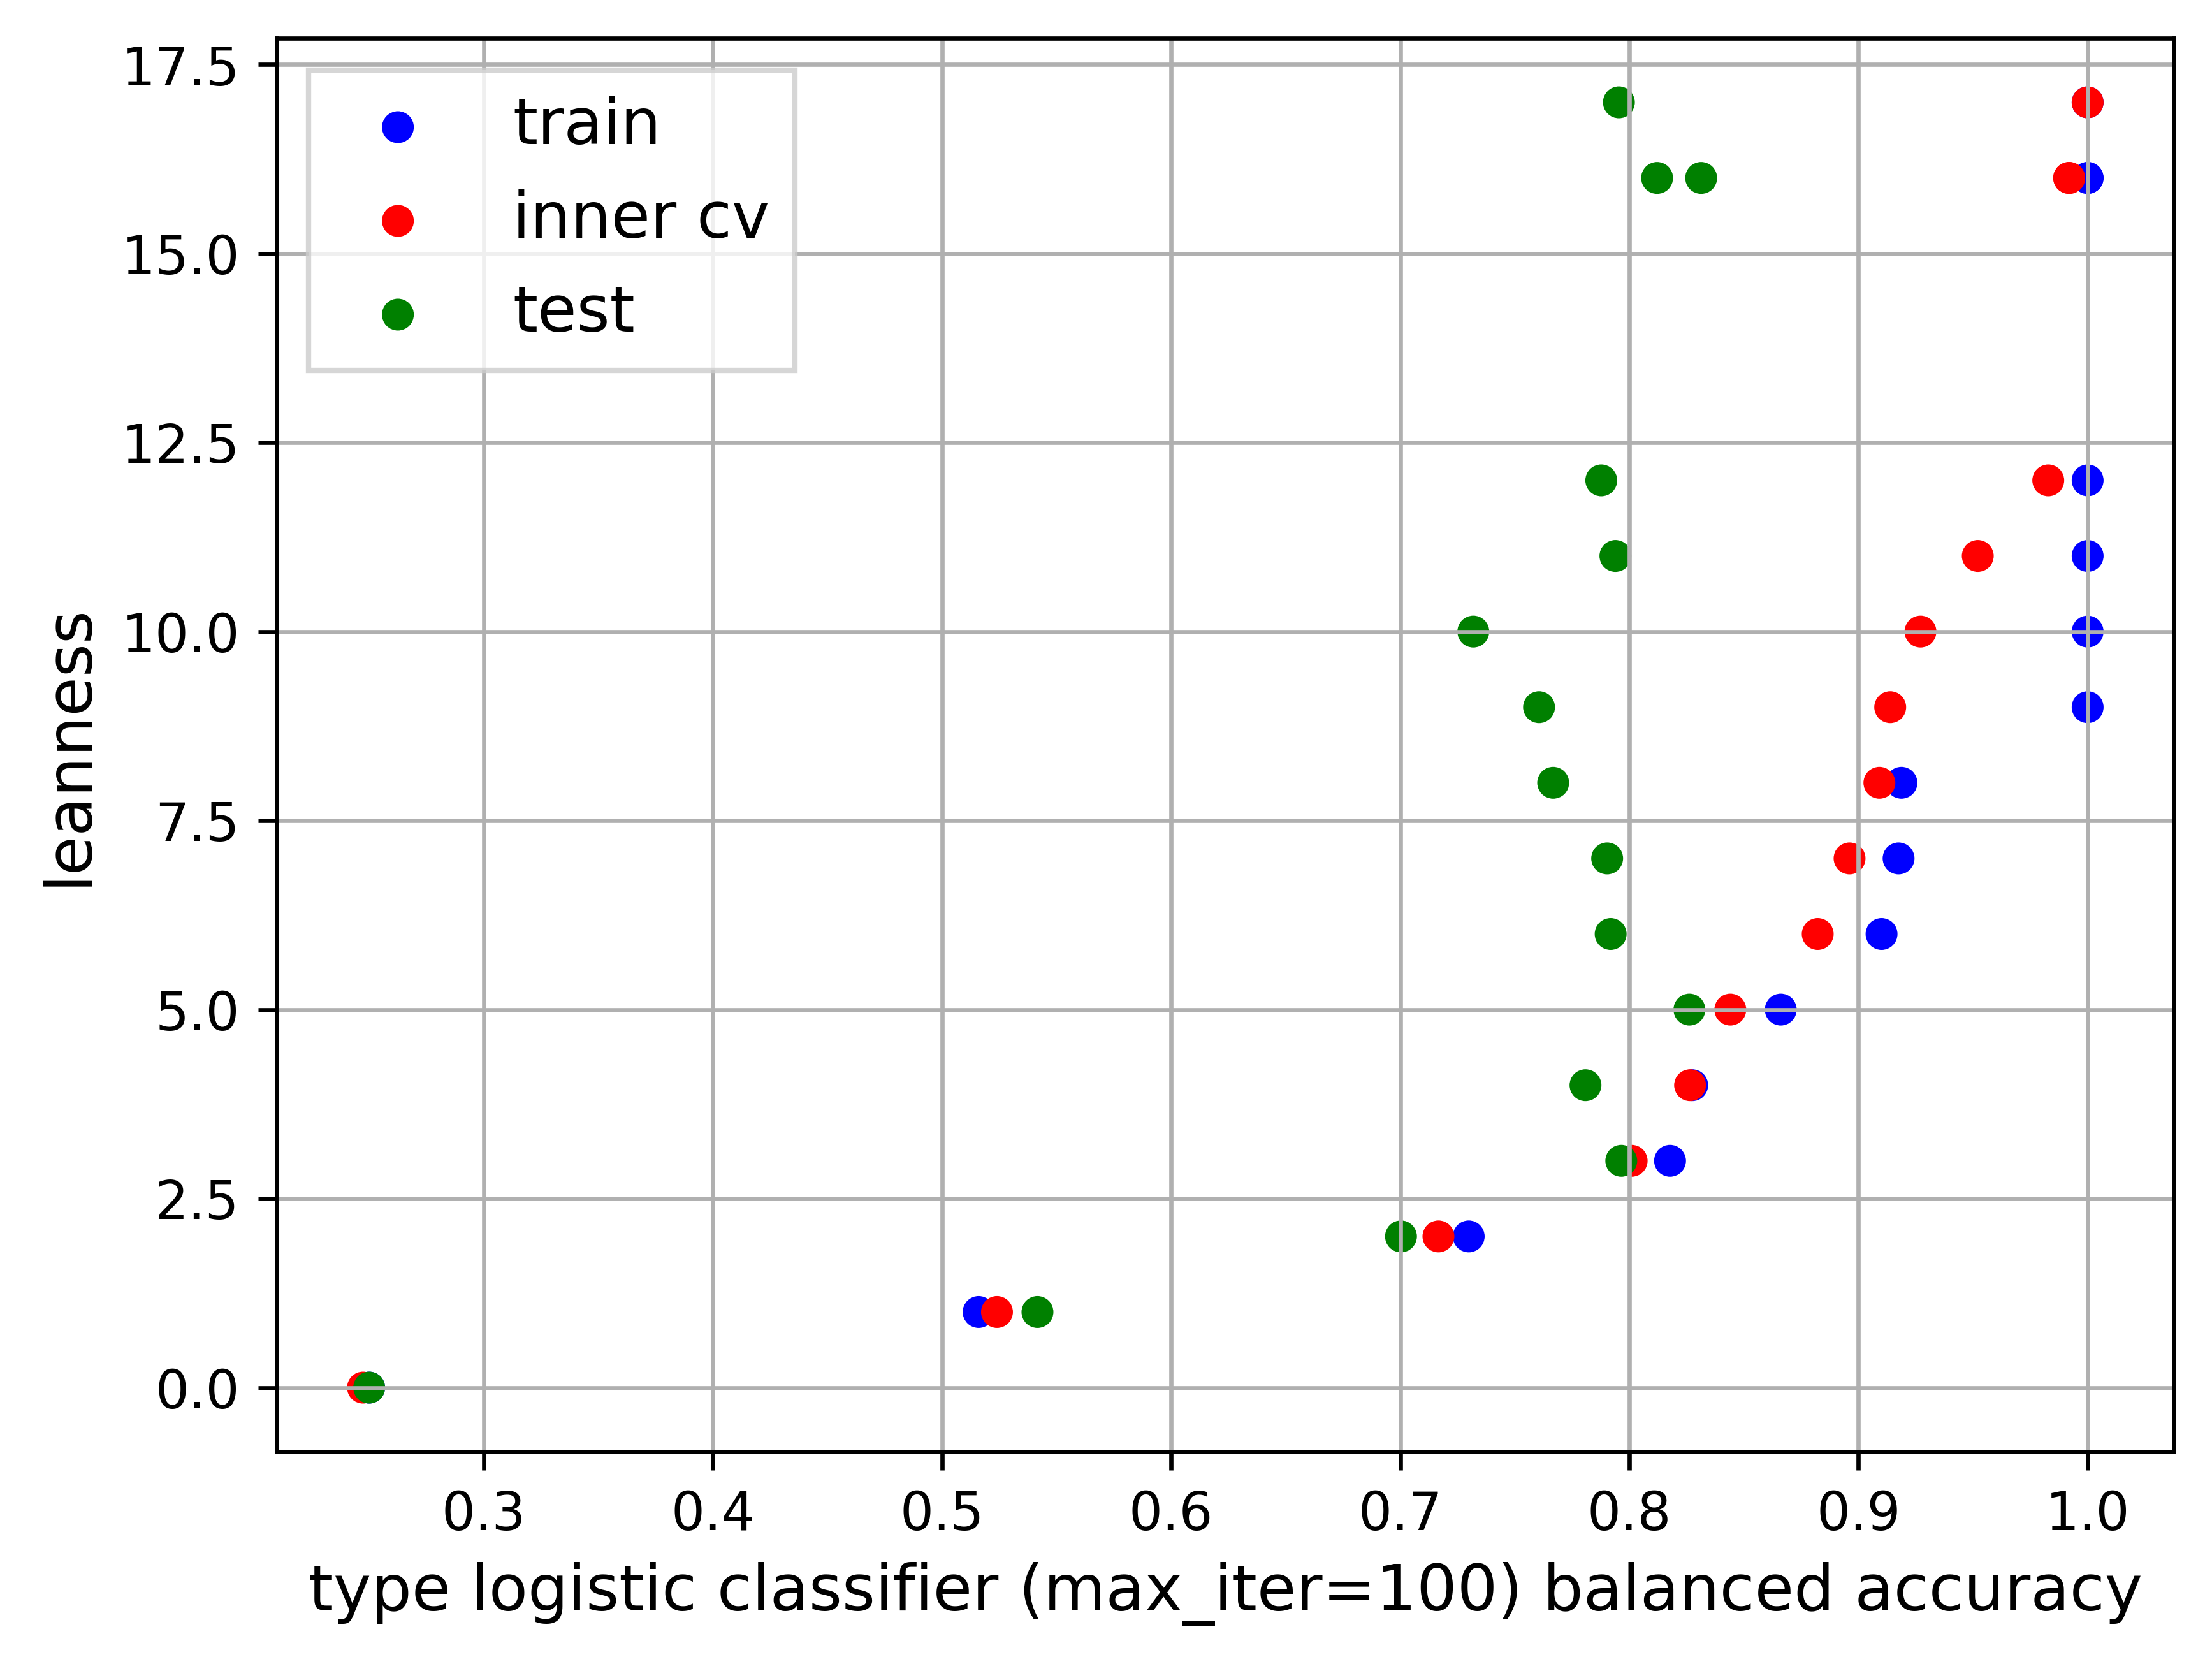 17.5
15.0
12.5
10.0
7.5
5.0
2.5
0.0
leanness
train
inner cv
test
0.3 0.4 0.5 0.6 0.7 0.8 0.9 1.0
type logistic classifier (max_iter=100) balanced accuracy